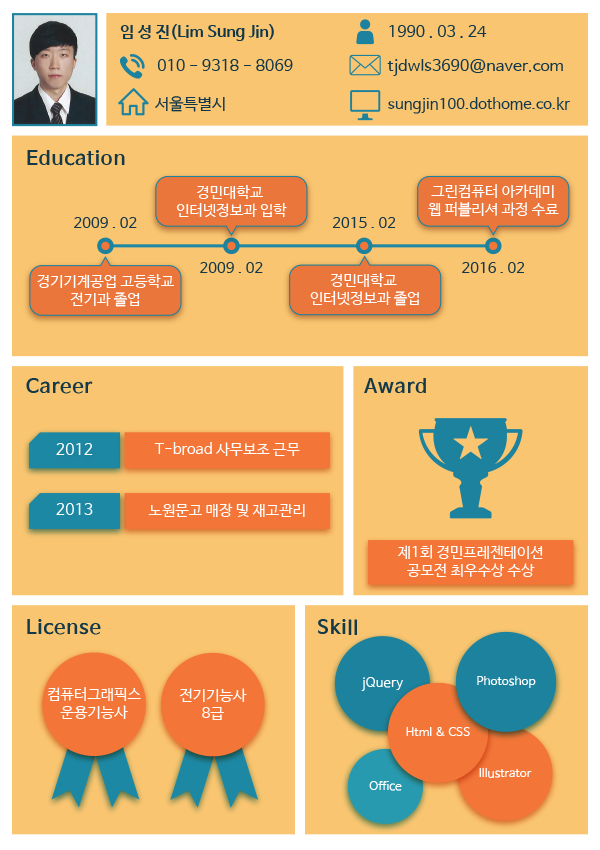 임 성 진(Lim Sung Jin)
1990 . 03 . 24
010 - 9318 - 8069
tjdwls3690@naver.com
서울특별시
sungjin100.dothome.co.kr
Education
경민대학교
인터넷정보과 입학
그린컴퓨터 아카데미
웹 퍼블리셔 과정 수료
2009 . 02
2015 . 02
2009 . 02
2016 . 02
경기기계공업 고등학교
전기과 졸업
경민대학교
인터넷정보과 졸업
Career
2012
T-broad 사무보조 근무
2013
노원문고 매장 및 재고관리
Award
제1회 경민프레젠테이션
공모전 최우수상 수상
License
컴퓨터그래픽스
운용기능사
전기기능사
8급
Skill
jQuery
Photoshop
Html & CSS
Illustrator
Office